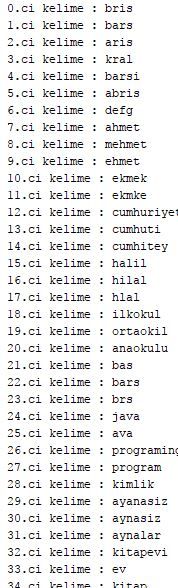 0.ci kelime : bris
1.ci kelime : bars
2.ci kelime : aris
3.ci kelime : kral
4.ci kelime : barsi
5.ci kelime : abris
6.ci kelime : defg
7.ci kelime : ahmet
8.ci kelime : mehmet
9.ci kelime : ehmet
10.ci kelime : ekmek
11.ci kelime : ekmke
12.ci kelime : cumhuriyet
13.ci kelime : cumhuti
14.ci kelime : cumhitey
15.ci kelime : halil
16.ci kelime : hilal
17.ci kelime : hlal
18.ci kelime : ilkokul
19.ci kelime : ortaokil
20.ci kelime : anaokulu
21.ci kelime : bas
22.ci kelime : bars
23.ci kelime : brs
24.ci kelime : java
25.ci kelime : ava
26.ci kelime : programing
27.ci kelime : program
28.ci kelime : kimlik
29.ci kelime : ayanasiz
30.ci kelime : aynasiz
31.ci kelime : aynalar
32.ci kelime : kitapevi
33.ci kelime : ev
34.ci kelime : kitap